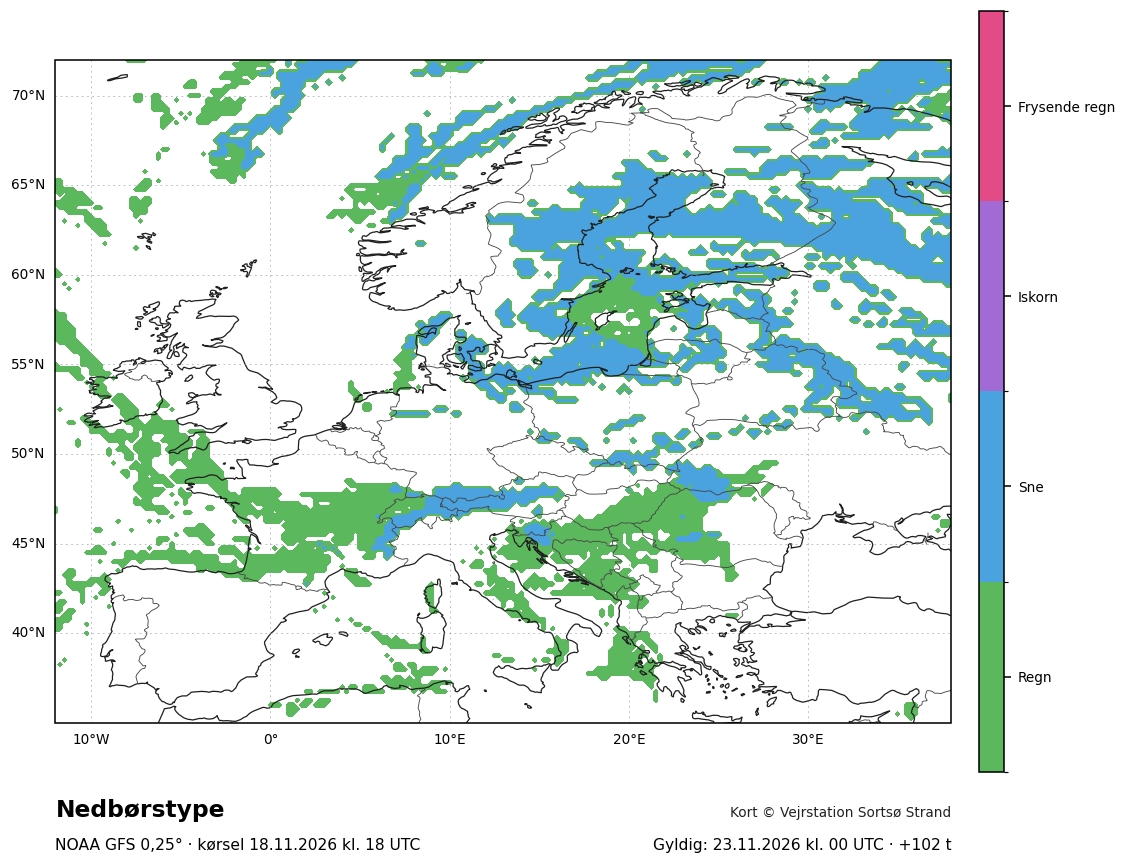 Frysende regn
Iskorn
Sne
Regn
70°N
65°N
60°N
55°N
50°N
45°N
40°N
10°W 0° 10°E 20°E 30°E
Nedbørstype
Kort © Vejrstation Sortsø Strand
NOAA GFS 0,25° · kørsel 18.11.2026 kl. 18 UTC
Gyldig: 23.11.2026 kl. 00 UTC · +102 t